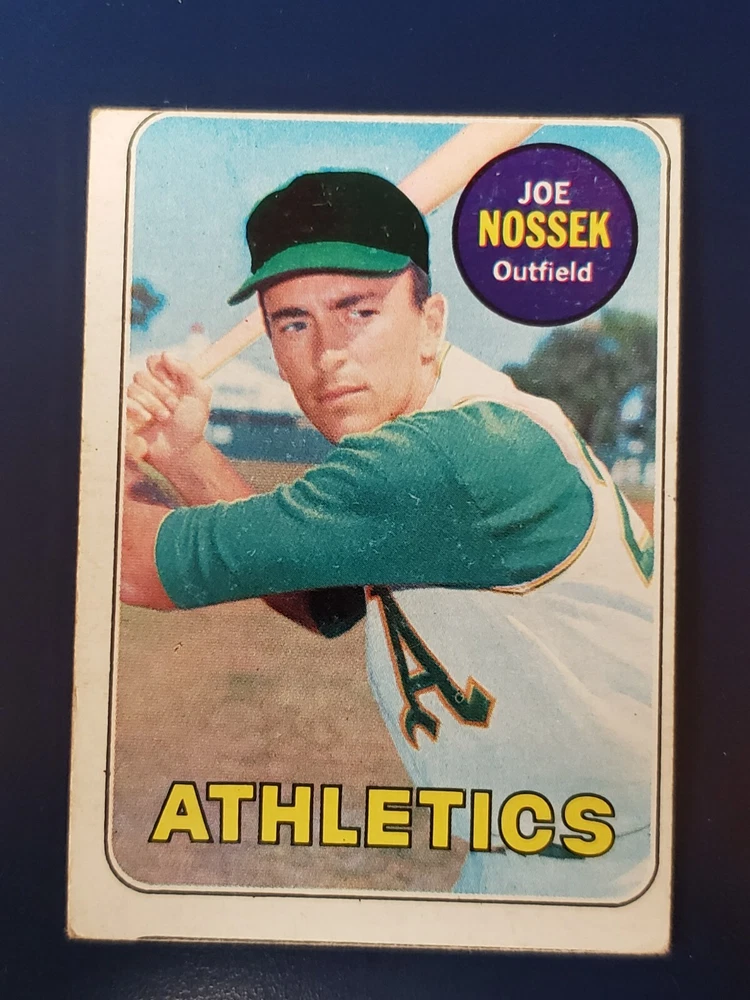 JOE
NOSSEK
Outfield
A
ATHLETICS